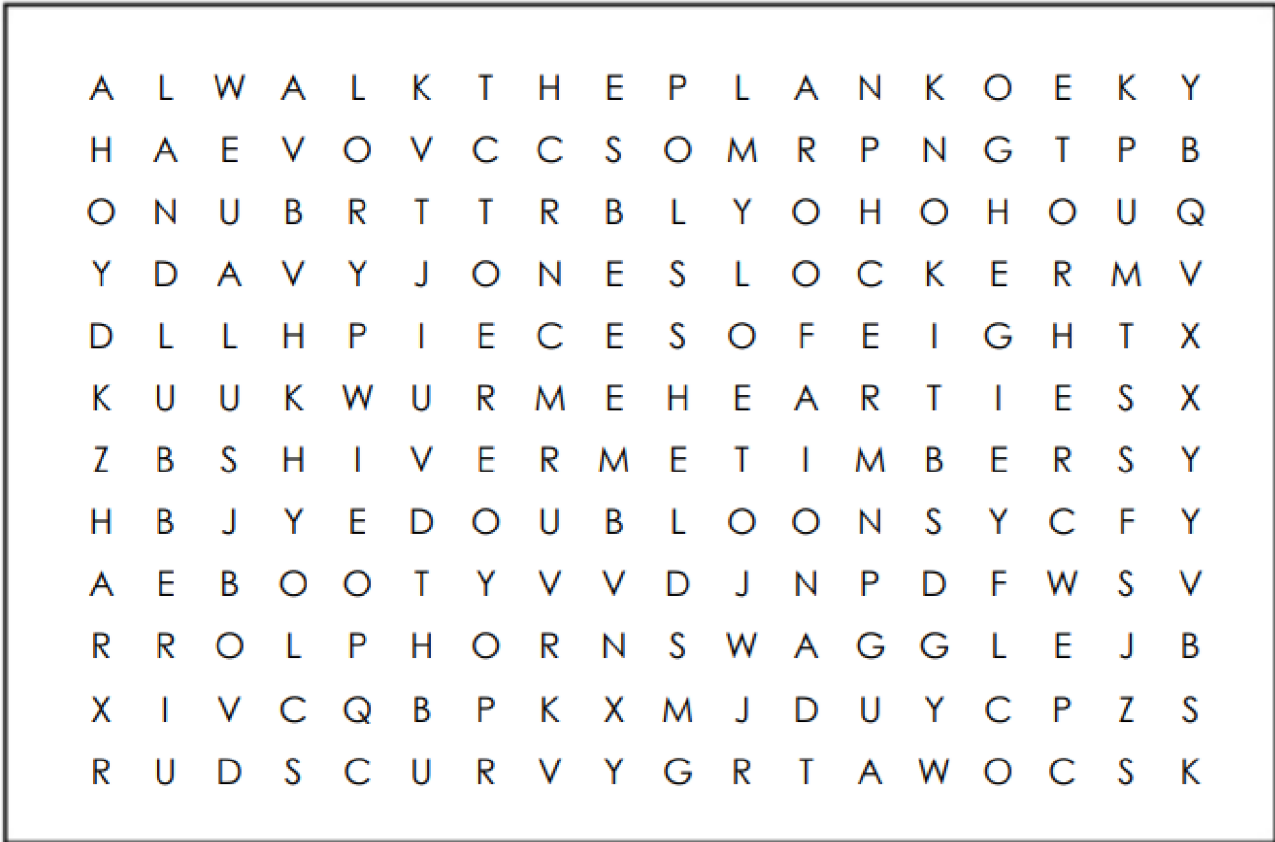 A L W A L K T H E P L A N K O E K Y
H A E V O V C C S O M R P N G T P B
O N U B R T T R B L Y O H O H O U Q
Y D A V Y J O N E S L O C K E R M V
D L L H P I E C E S O F E I G H T X
K U U K W U R M E H E A R T I E S X
Z B S H I V E R M E T I M B E R S Y
H B J Y E D O U B L O O N S Y C F Y
A E B O O T Y V V D J N P D F W S V
R R O L P H O R N S W A G G L E J B
X I V C Q B P K X M J D U Y C P Z S
R U D S C U R V Y G R T A W O C S K